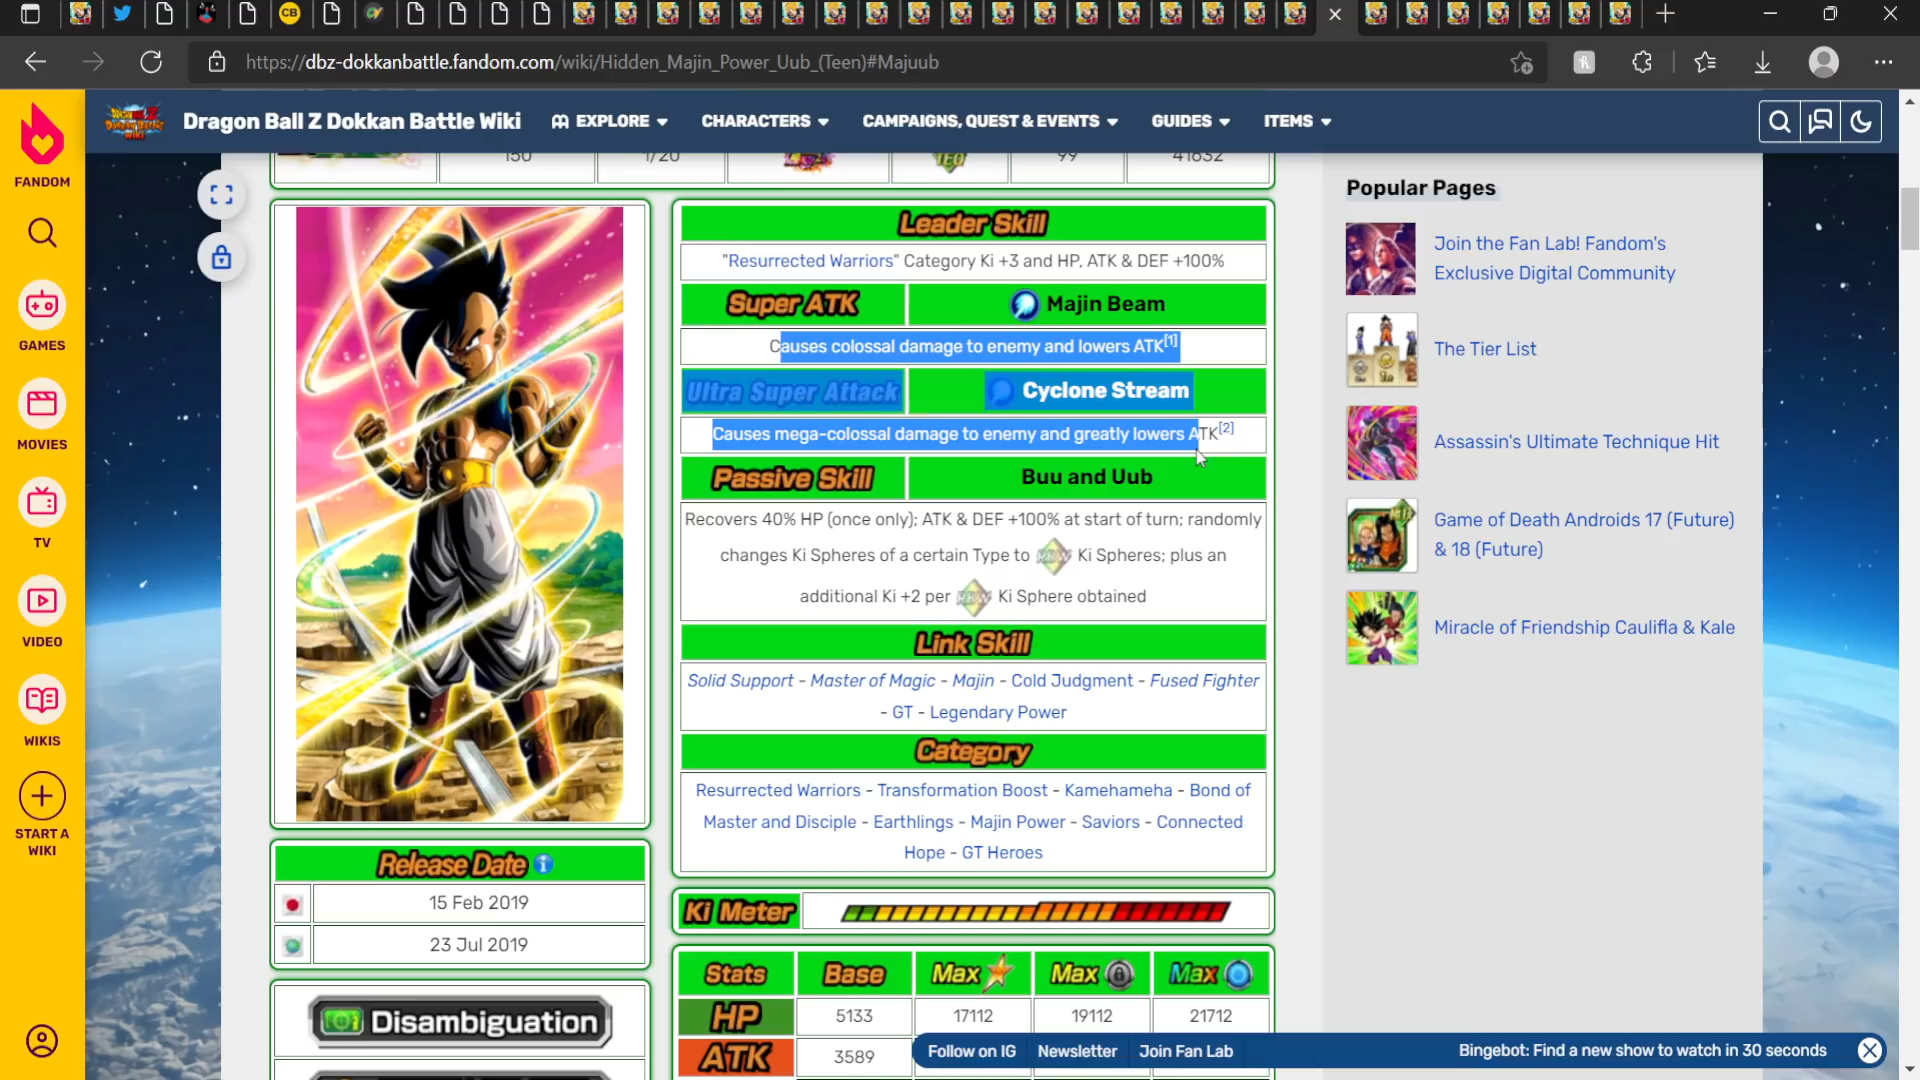 CB
https://dbz-dokkanbattle.fandom.com/wiki/Hidden_Majin_Power_Uub_(Teen)#Majuub
FANDOM
GAMES
MOVIES
TV
VIDEO
WIKIS
START A
WIKI
Dragon Ball Z Dokkan Battle Wiki
EXPLORE
CHARACTERS
CAMPAIGNS, QUEST & EVENTS
GUIDES
ITEMS
150
1/20
TEQ
99
41832
Leader Skill
"Resurrected Warriors" Category Ki +3 and HP, ATK & DEF +100%
Super ATK
Majin Beam
Causes colossal damage to enemy and lowers ATK[1]
Ultra Super Attack
Cyclone Stream
Causes mega-colossal damage to enemy and greatly lowers ATK[2]
Passive Skill
Buu and Uub
Recovers 40% HP (once only); ATK & DEF +100% at start of turn; randomly
changes Ki Spheres of a certain Type to RBW Ki Spheres; plus an
additional Ki +2 per RBW Ki Sphere obtained
Link Skill
Solid Support - Master of Magic - Majin - Cold Judgment - Fused Fighter
- GT - Legendary Power
Category
Resurrected Warriors - Transformation Boost - Kamehameha - Bond of
Master and Disciple - Earthlings - Majin Power - Saviors - Connected
Hope - GT Heroes
Release Date
15 Feb 2019
23 Jul 2019
Disambiguation
Ki Meter
Stats
Base
Max
Max
Max
HP
5133
17112
19112
21712
ATK
3589
Popular Pages
Join the Fan Lab! Fandom's
Exclusive Digital Community
The Tier List
Assassin's Ultimate Technique Hit
Game of Death Androids 17 (Future)
& 18 (Future)
Miracle of Friendship Caulifla & Kale
Follow on IG
Newsletter
Join Fan Lab
Bingebot: Find a new show to watch in 30 seconds